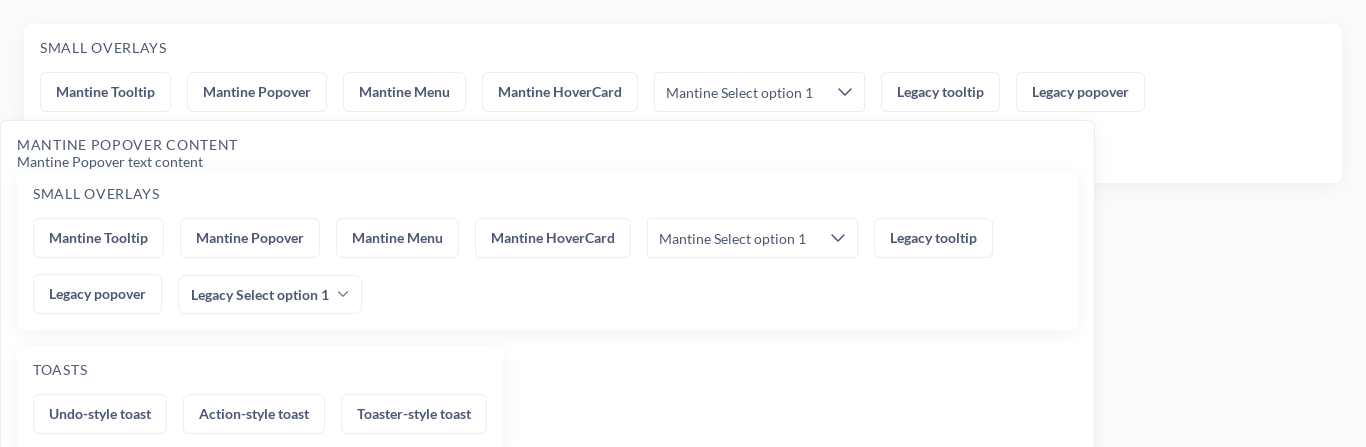 SMALL OVERLAYS
Mantine Tooltip Mantine Popover Mantine Menu Mantine HoverCard Mantine Select option 1 Legacy tooltip Legacy popover
MANTINE POPOVER CONTENT
Mantine Popover text content
SMALL OVERLAYS
Mantine Tooltip Mantine Popover Mantine Menu Mantine HoverCard Mantine Select option 1 Legacy tooltip
Legacy popover Legacy Select option 1
TOASTS
Undo-style toast Action-style toast Toaster-style toast